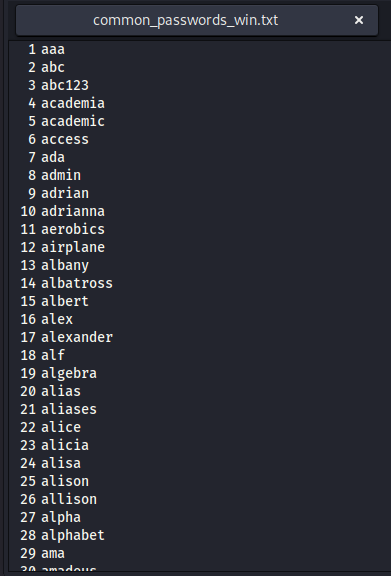 common_passwords_win.txt ×
1 aaa
2 abc
3 abc123
4 academia
5 academic
6 access
7 ada
8 admin
9 adrian
10 adrianna
11 aerobics
12 airplane
13 albany
14 albatross
15 albert
16 alex
17 alexander
18 alf
19 algebra
20 alias
21 aliases
22 alice
23 alicia
24 alisa
25 alison
26 allison
27 alpha
28 alphabet
29 ama
30 amadeus